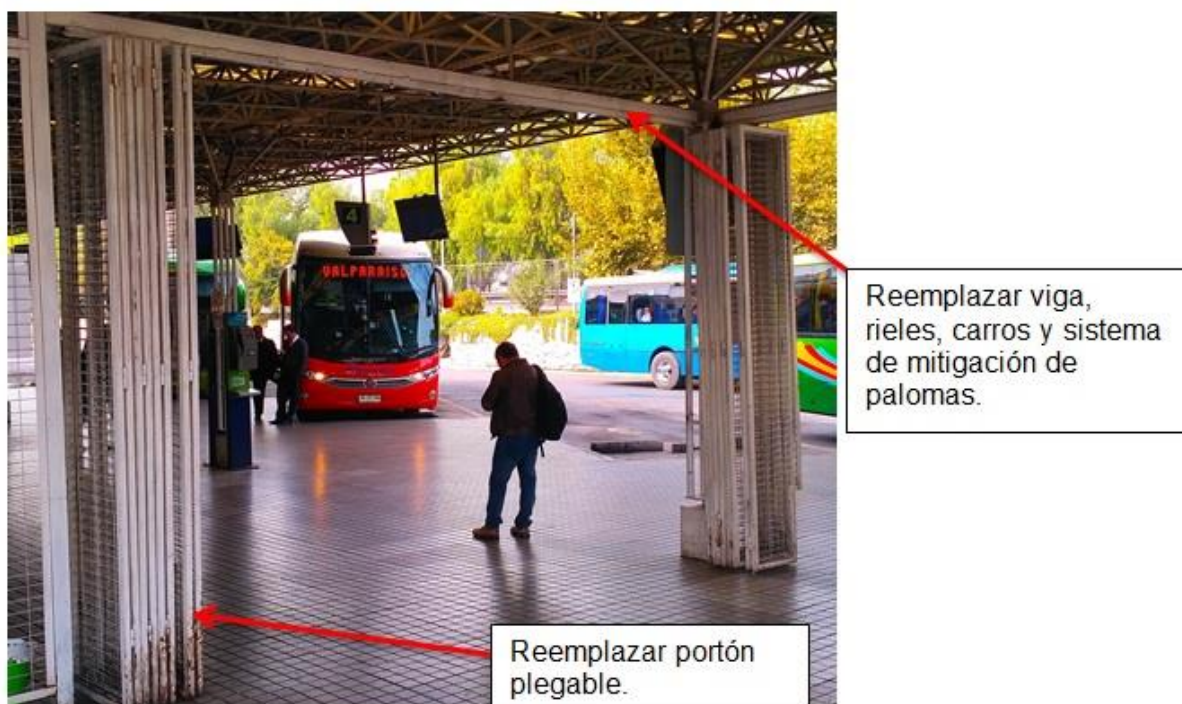 4
VALPARAISO
Reemplazar viga,
rieles, carros y sistema
de mitigación de
palomas.
Reemplazar portón
plegable.